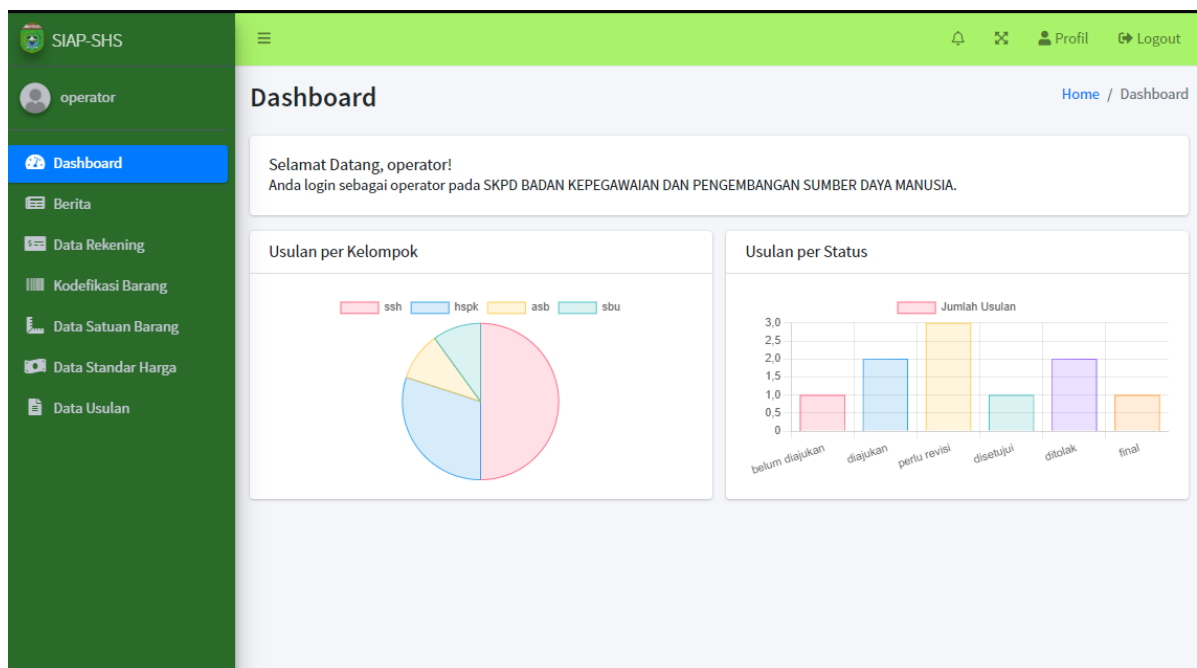 SIAP-SHS
Profil
Logout
operator
Dashboard
Home / Dashboard
Dashboard
Berita
Data Rekening
Kodefikasi Barang
Data Satuan Barang
Data Standar Harga
Data Usulan
Selamat Datang, operator!
Anda login sebagai operator pada SKPD BADAN KEPEGAWAIAN DAN PENGEMBANGAN SUMBER DAYA MANUSIA.
Usulan per Kelompok
ssh hspk asb sbu
Usulan per Status
Jumlah Usulan
3,0
2,5
2,0
1,5
1,0
0,5
0
belum diajukan diajukan perlu revisi disetujui ditolak final